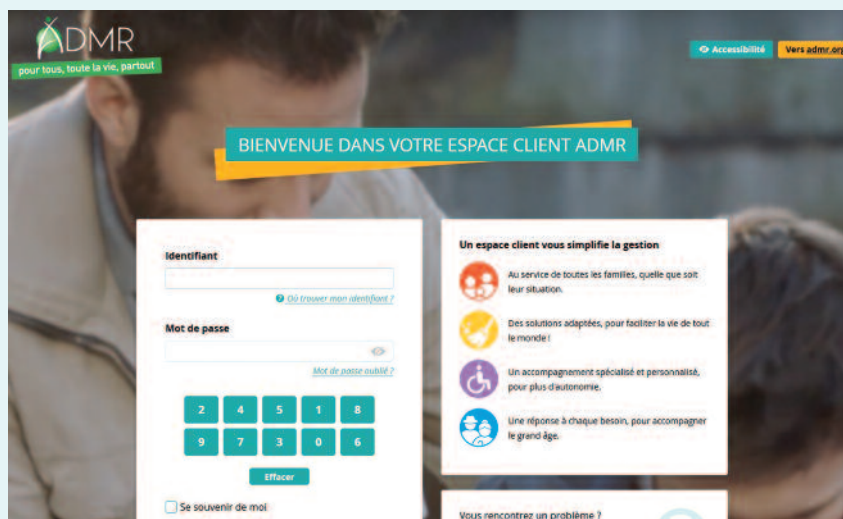 ADMR
pour tous, toute la vie, partout
Accessibilité
Vers admr.org
BIENVENUE DANS VOTRE ESPACE CLIENT ADMR
Identifiant
Où trouver mon identifiant ?
Mot de passe
Mot de passe oublié ?
2 4 5 1 8
9 7 3 0 6
Effacer
Se souvenir de moi
Un espace client vous simplifie la gestion
Au service de toutes les familles, quelle que soit
leur situation.
Des solutions adaptées, pour faciliter la vie de tout
le monde !
Un accompagnement spécialisé et personnalisé,
pour plus d'autonomie.
Une réponse à chaque besoin, pour accompagner
le grand âge.
Vous rencontrez un problème ?